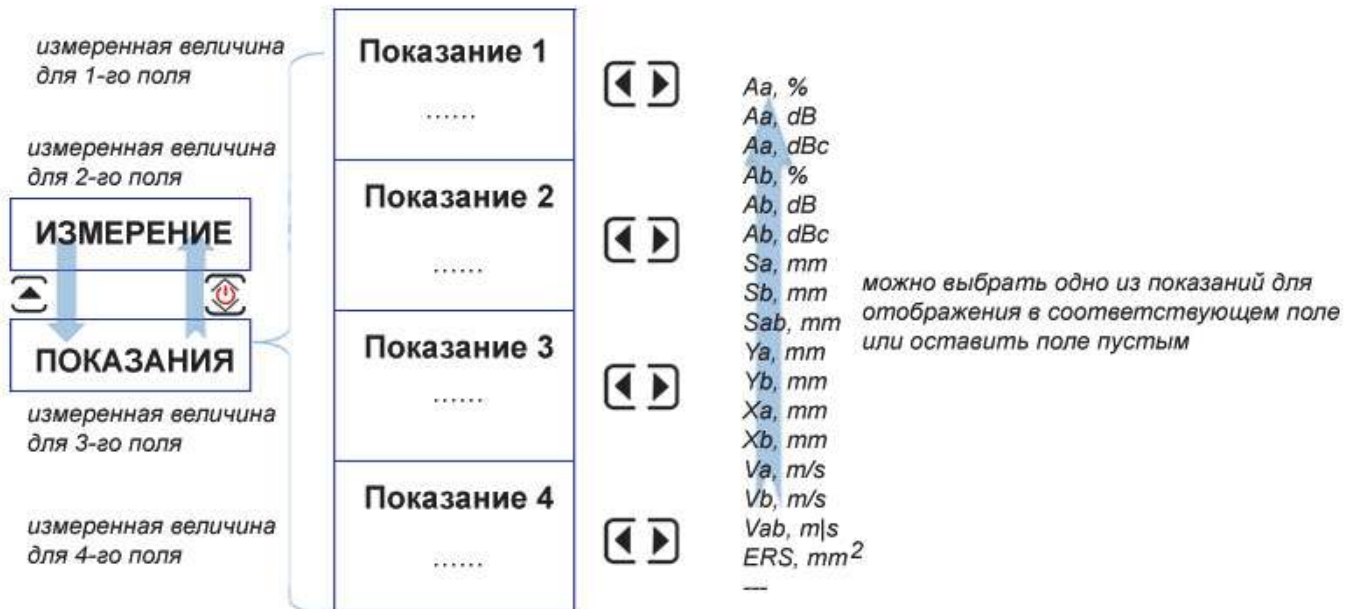 измеренная величина
для 1-го поля
измеренная величина
для 2-го поля
ИЗМЕРЕНИЕ
ПОКАЗАНИЯ
измеренная величина
для 3-го поля
измеренная величина
для 4-го поля
Показание 1
......
Показание 2
......
Показание 3
......
Показание 4
......
Aa, %
Aa, dB
Aa, dBc
Ab, %
Ab, dB
Ab, dBc
Sa, mm
Sb, mm
Sab, mm
Ya, mm
Yb, mm
Xa, mm
Xb, mm
Va, m/s
Vb, m/s
Vab, m|s
ERS, mm2
---
можно выбрать одно из показаний для
отображения в соответствующем поле
или оставить поле пустым